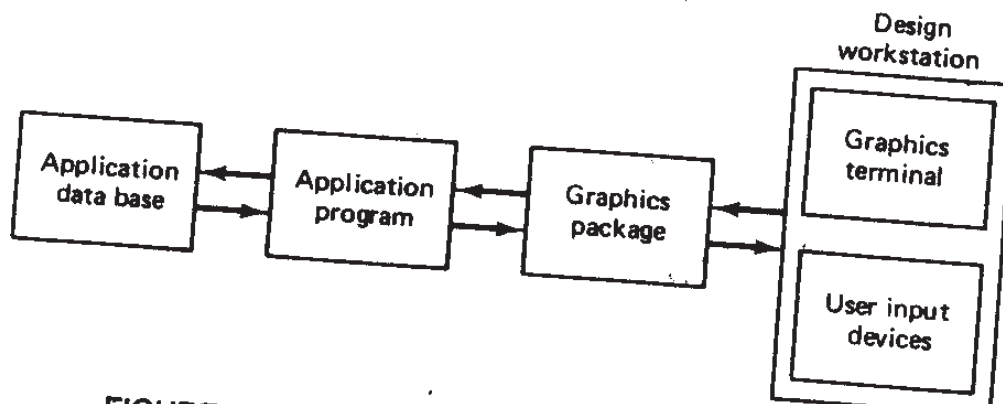 Design
workstation
Application
data base
Application
program
Graphics
package
Graphics
terminal
User input
devices